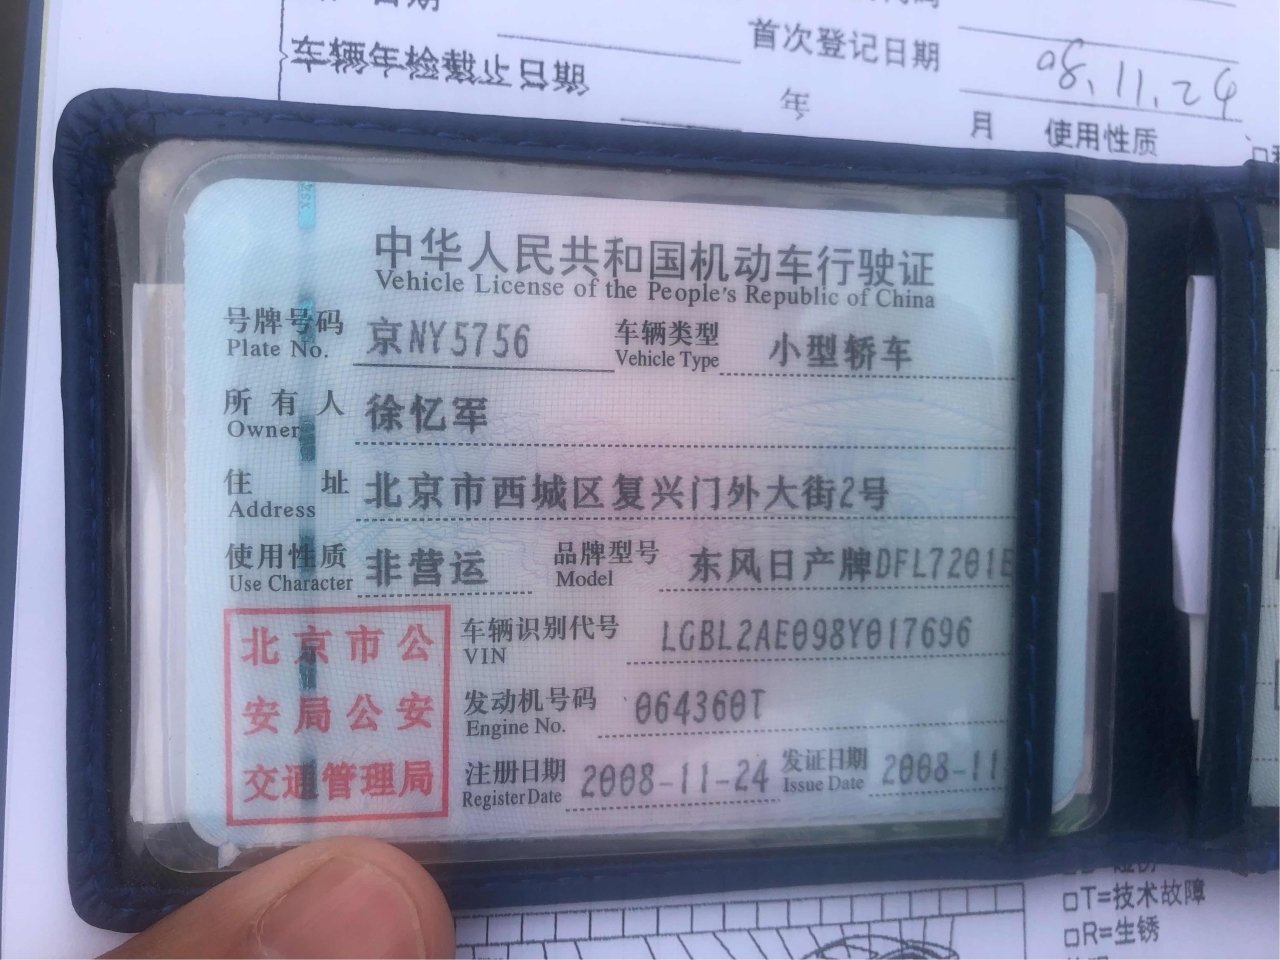 首次登记日期 08.11.24
车辆年检截止日期
年
月 使用性质
中华人民共和国机动车行驶证
Vehicle License of the People's Republic of China
号牌号码 京NY5756 车辆类型 小型轿车
Plate No. Vehicle Type
所有人 徐忆军
Owner
住址 北京市西城区复兴门外大街2号
Address
使用性质 非营运 品牌型号 东风日产牌DFL7201E
Use Character Model
北京市公
安局公安
交通管理局
车辆识别代号 LGBL2AE098Y017696
VIN
发动机号码 064360T
Engine No.
注册日期 2008-11-24 发证日期 2008-11
Register Date Issue Date
□T=技术故障
□R=生锈